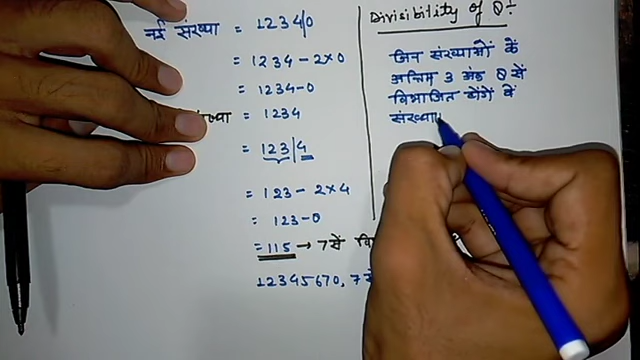 नई संख्या = 1234|0
= 1234 - 2×0
= 1234 - 0
संख्या = 1234
= 123|4
= 123 - 2×4
= 123 - 8
= 115 → 7 सें
12345670, 7 सें
Divisibility of 8:-
जिन संख्याओं के
अन्तिम 3 अंक 8 सें
विभाजित होंगे वें
संख्या